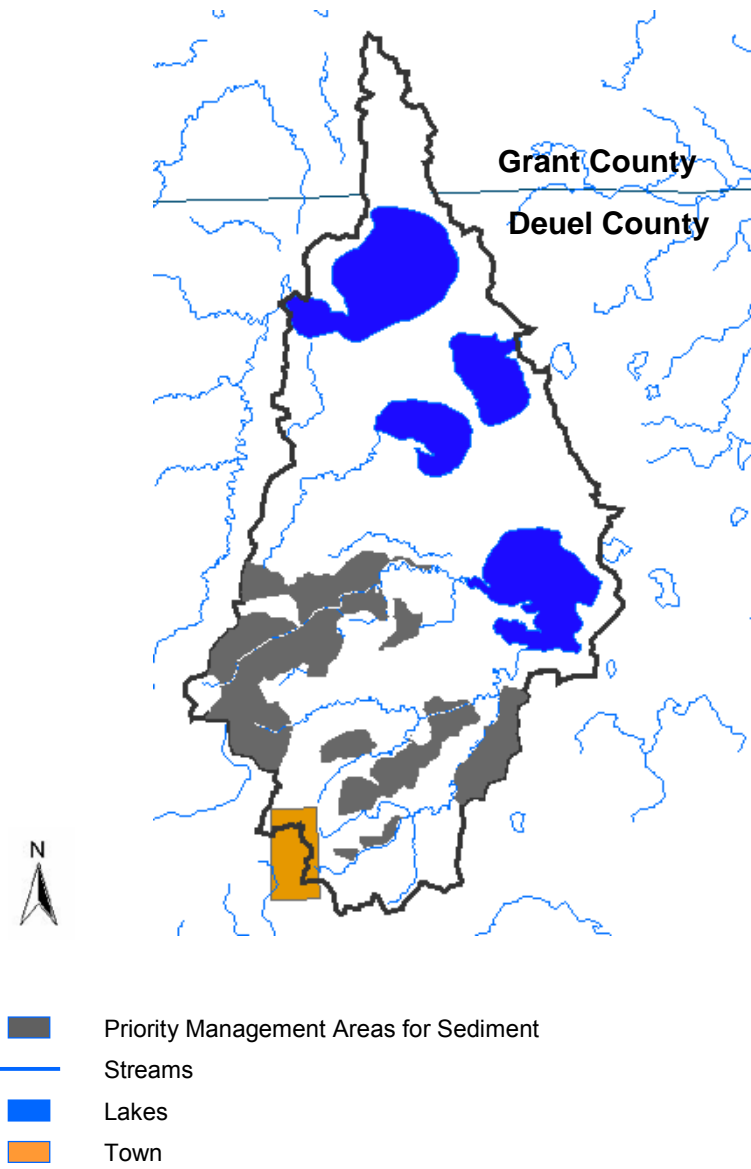 Grant County
Deuel County
N
Priority Management Areas for Sediment
Streams
Lakes
Town